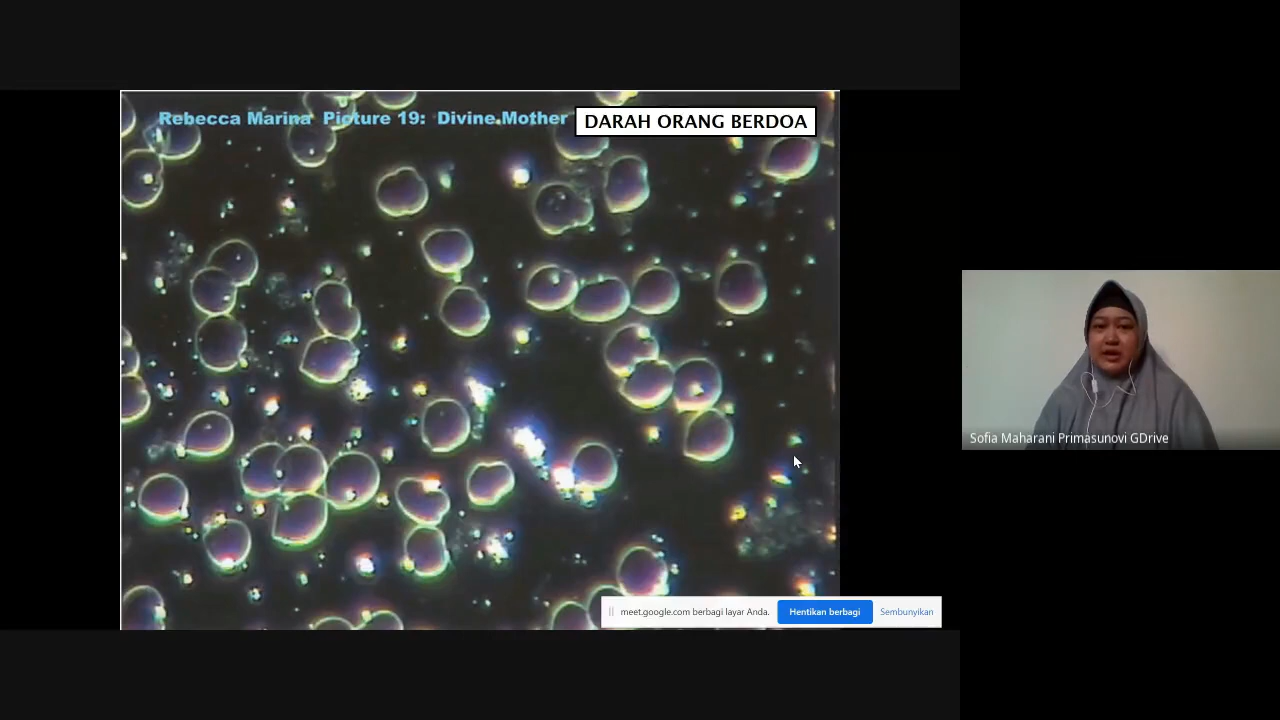 Rebecca Marina Picture 19: Divine Mother
DARAH ORANG BERDOA
Sofia Maharani Primasunovi GDrive
meet.google.com berbagi layar Anda.
Hentikan berbagi
Sembunyikan